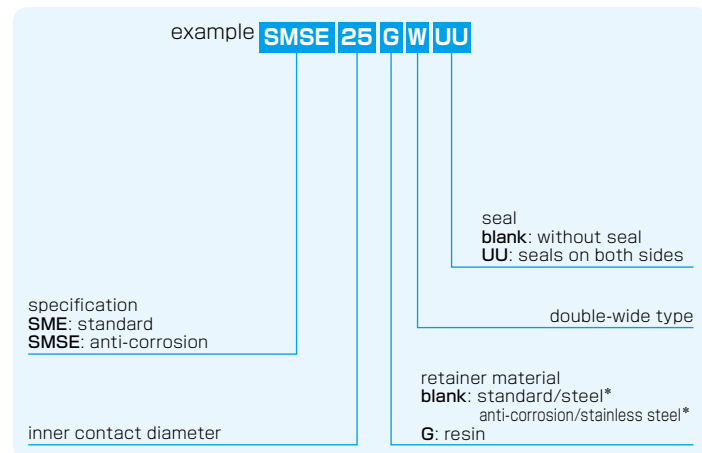 example SMSE 25 G W UU
seal
blank: without seal
UU: seals on both sides
specification
SME: standard
SMSE: anti-corrosion
double-wide type
retainer material
blank: standard/steel*
anti-corrosion/stainless steel*
G: resin
inner contact diameter